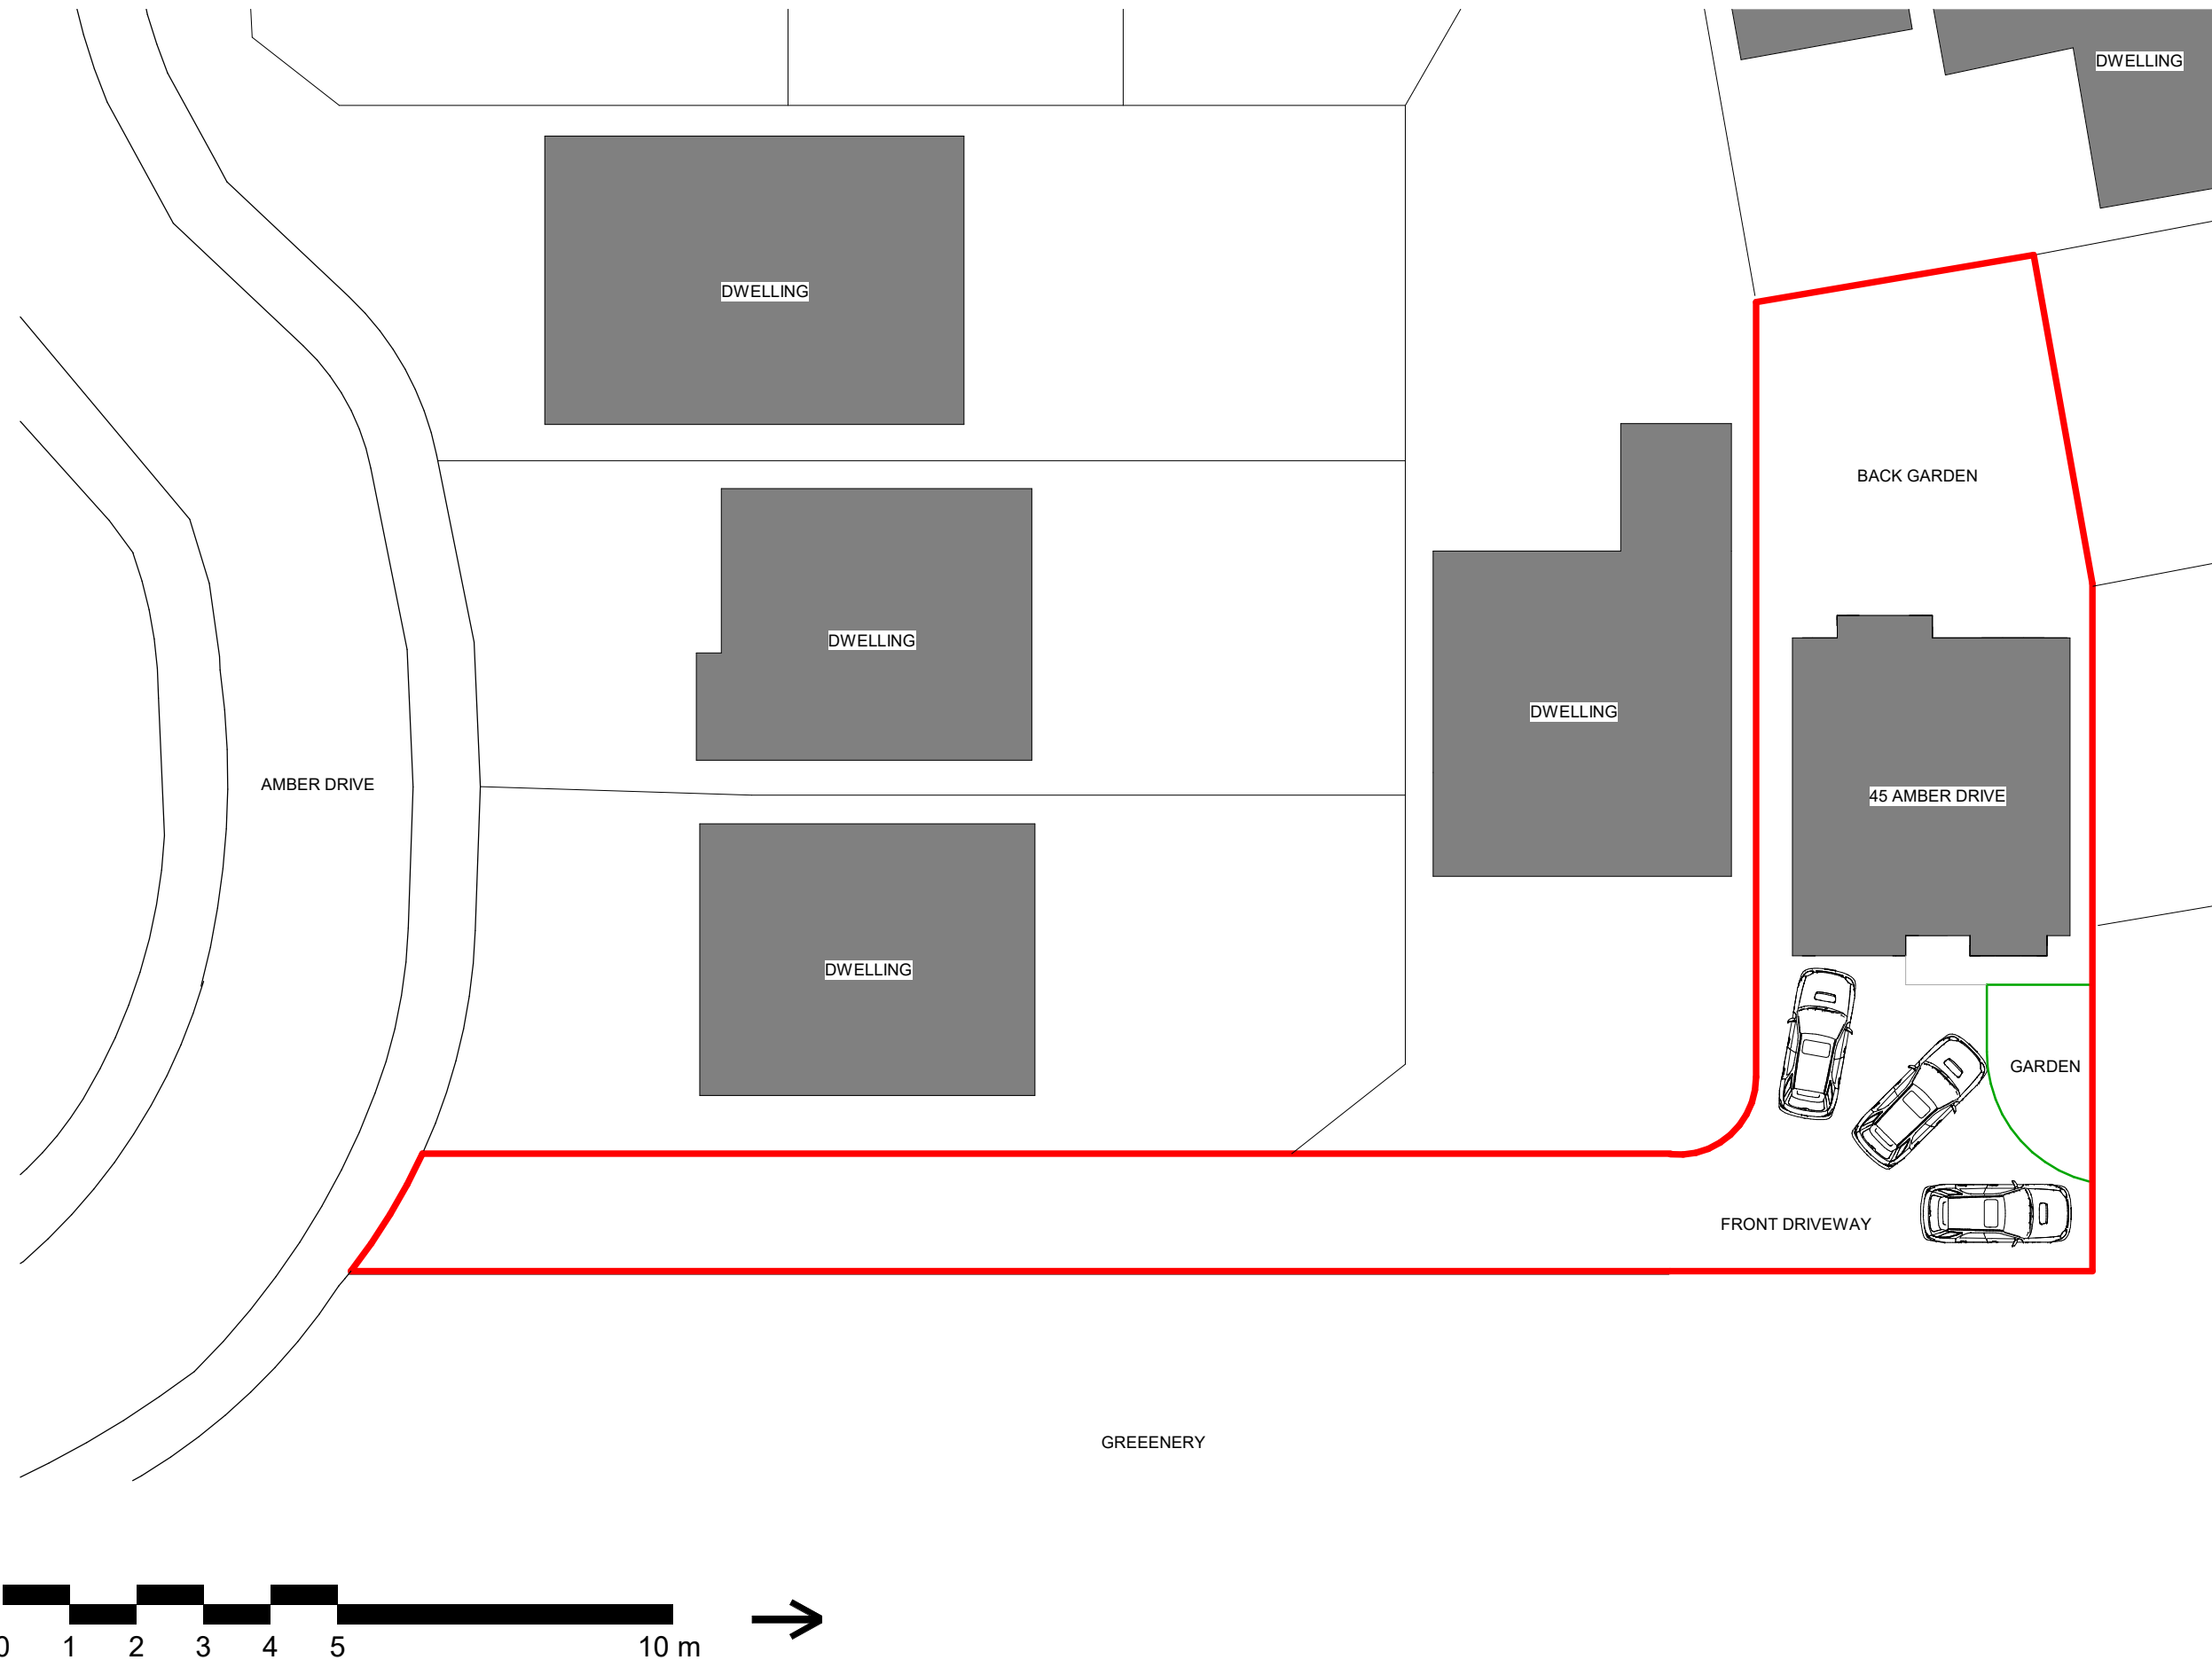 DWELLING
DWELLING
BACK GARDEN
DWELLING
DWELLING
AMBER DRIVE
45 AMBER DRIVE
DWELLING
GARDEN
FRONT DRIVEWAY
GREEENERY
0 1 2 3 4 5 10 m